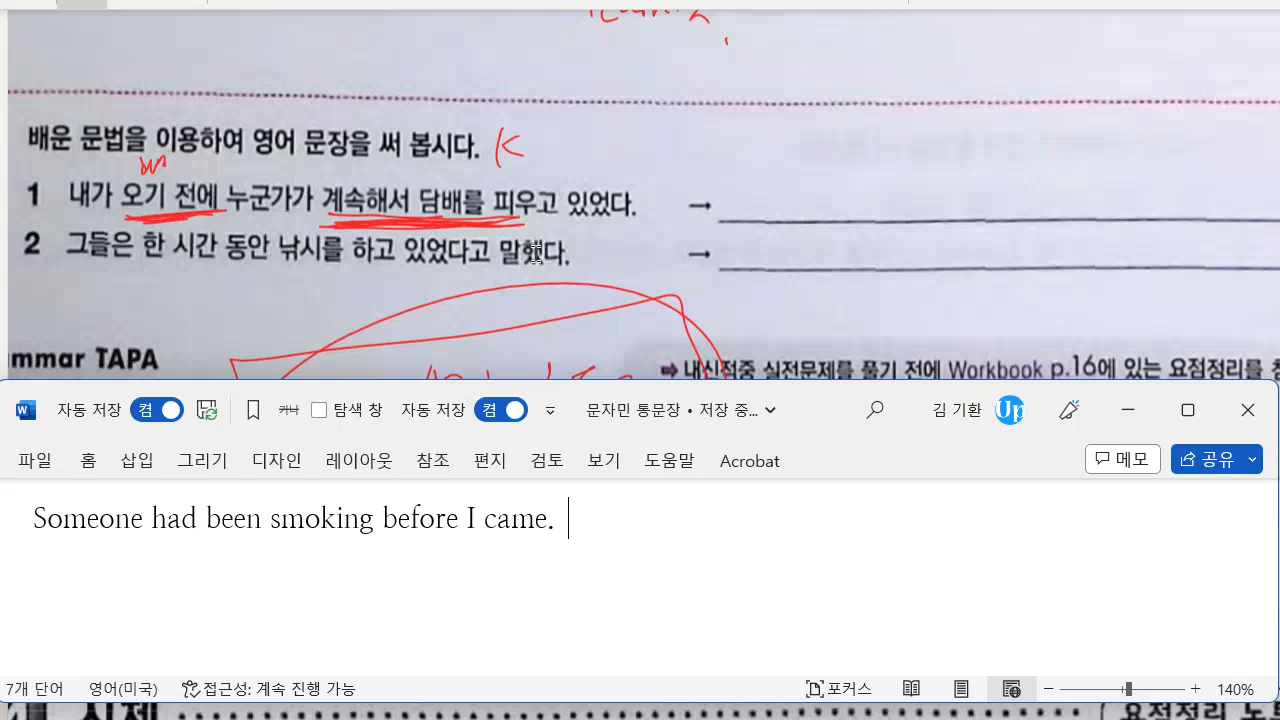 배운 문법을 이용하여 영어 문장을 써 봅시다.
1 내가 오기 전에 누군가가 계속해서 담배를 피우고 있었다. →
2 그들은 한 시간 동안 낚시를 하고 있었다고 말했다. →
mmar TAPA
➡ 내신적중 실전문제를 풀기 전에 Workbook p.16에 있는 요점정리를
자동 저장 켬 가나 탐색 창 자동 저장 켬 문자민 통문장 • 저장 중... 김 기환 Up
파일 홈 삽입 그리기 디자인 레이아웃 참조 편지 검토 보기 도움말 Acrobat 메모 공유
Someone had been smoking before I came.
7개 단어 영어(미국) 접근성: 계속 진행 가능 포커스 140%